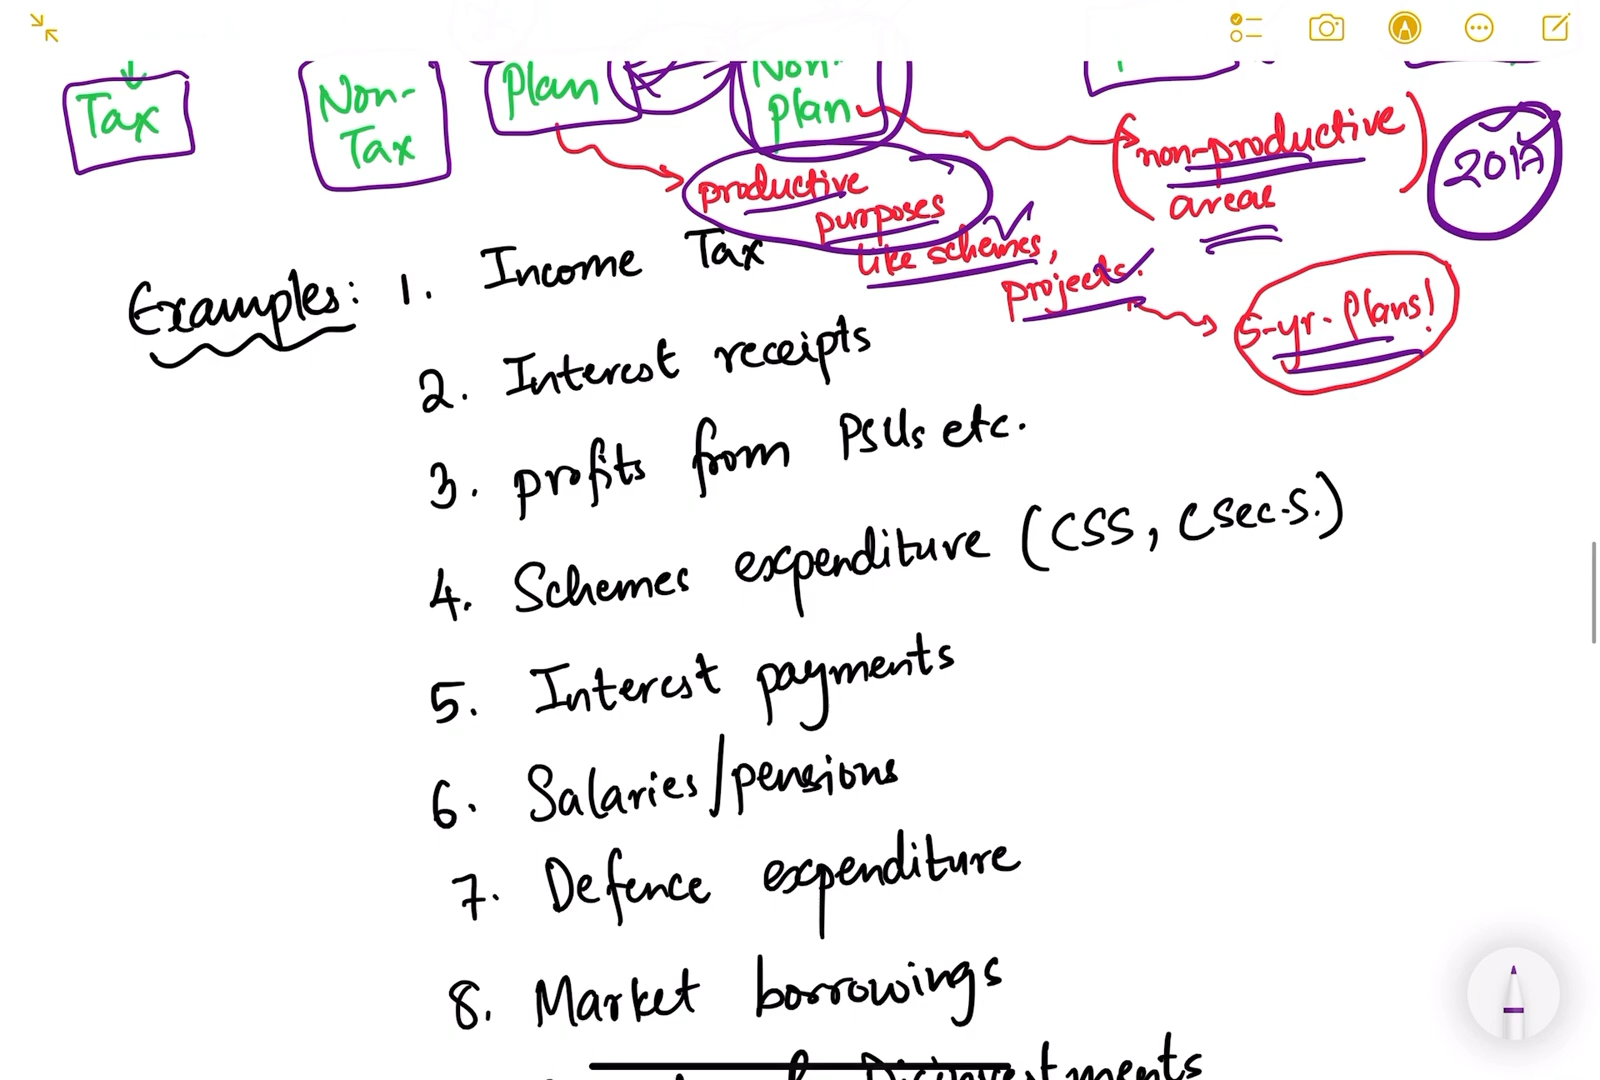 Tax
Non-
Tax
Plan
Non-
plan
(non-productive)
areas
2017
productive
purposes
like schemes,
projects.
5-yr. Plans!
Examples: 1. Income Tax
2. Interest receipts
3. profits from PSUs etc.
4. Schemes expenditure (CSS, CSec.S.)
5. Interest payments
6. Salaries/pensions
7. Defence expenditure
8. Market borrowings
Disinvestments